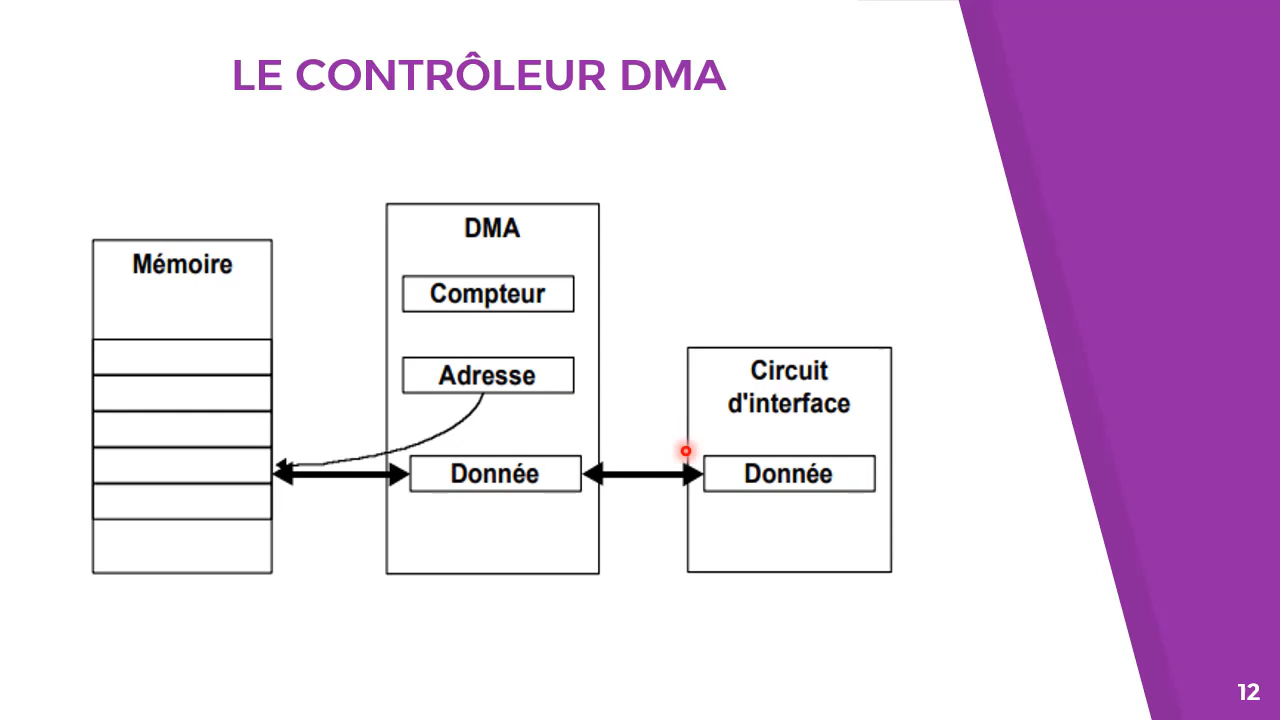 LE CONTRÔLEUR DMA
Mémoire
DMA
Compteur
Adresse
Donnée
Circuit
d'interface
Donnée
12